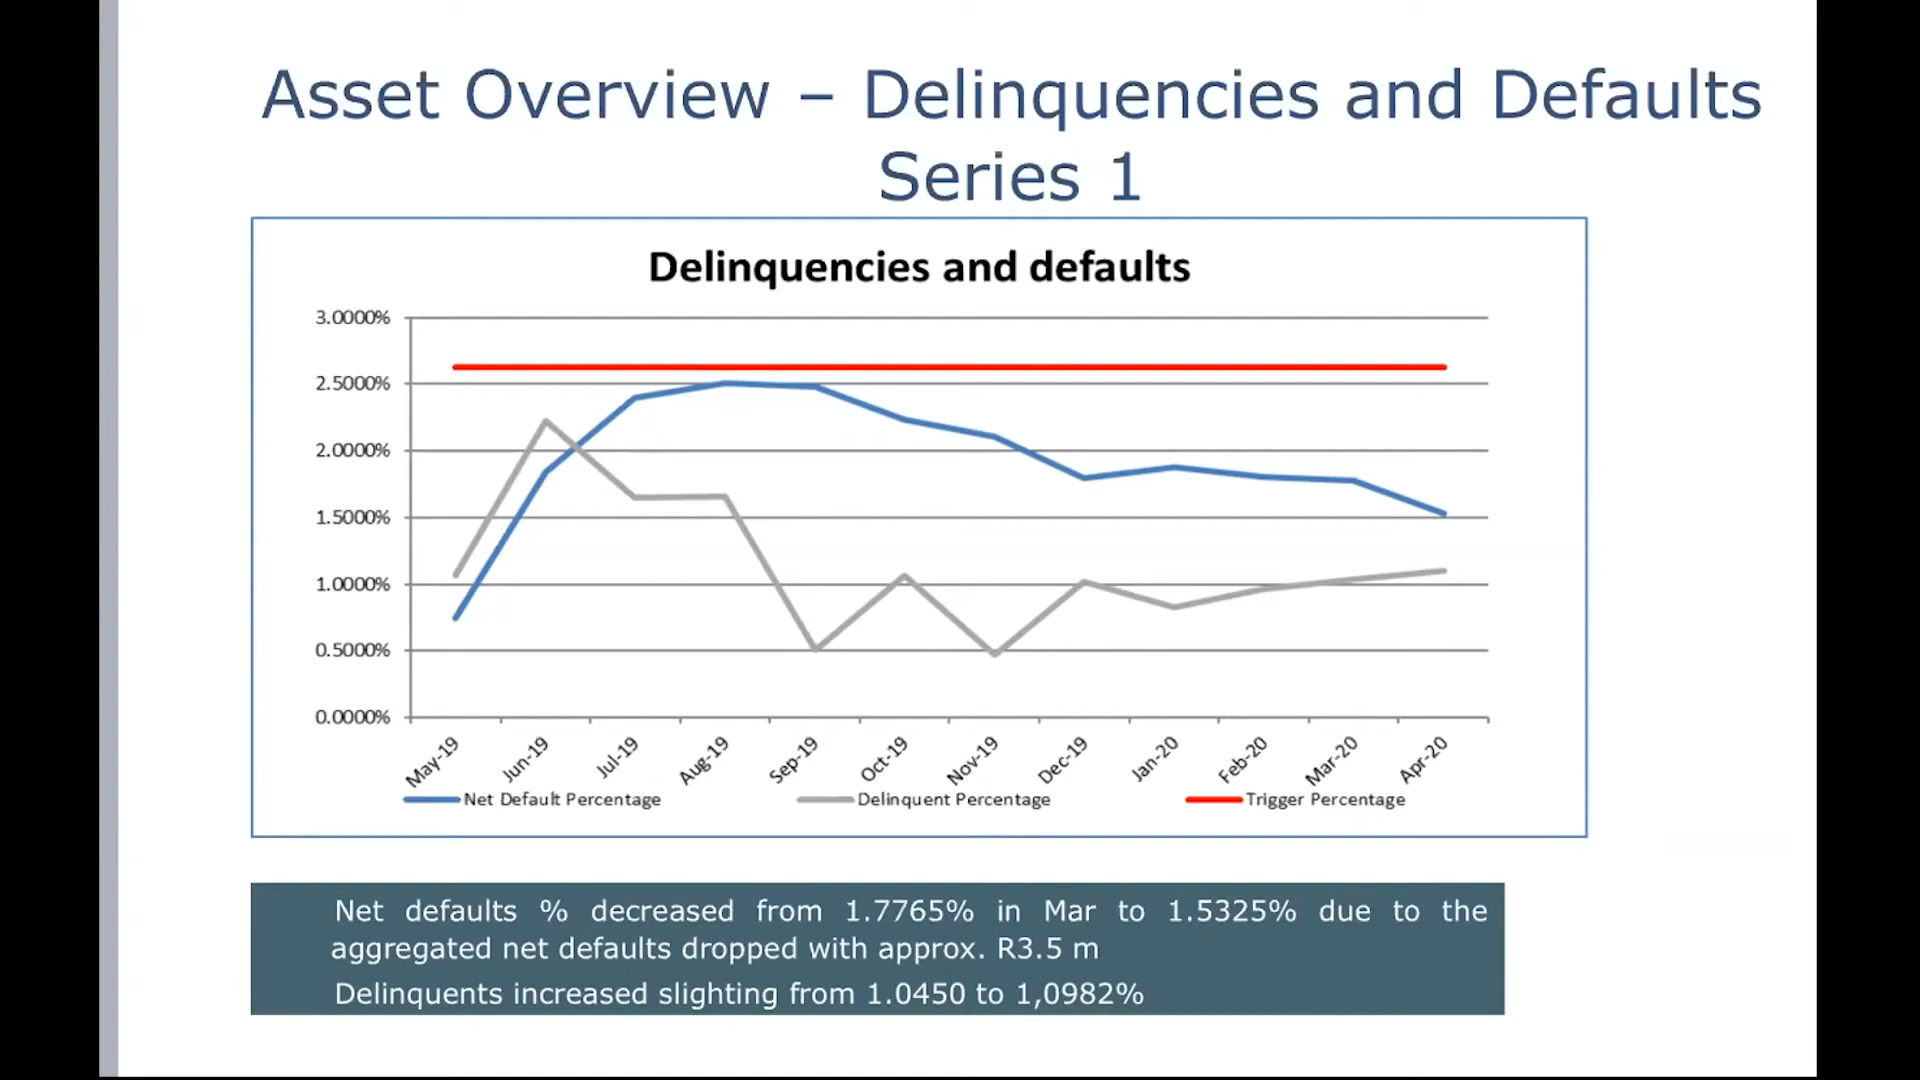 Asset Overview – Delinquencies and Defaults
Series 1
Delinquencies and defaults
3.0000%
2.5000%
2.0000%
1.5000%
1.0000%
0.5000%
0.0000%
May-19
Jun-19
Jul-19
Aug-19
Sep-19
Oct-19
Nov-19
Dec-19
Jan-20
Feb-20
Mar-20
Apr-20
Net Default Percentage
Delinquent Percentage
Trigger Percentage
Net defaults % decreased from 1.7765% in Mar to 1.5325% due to the
aggregated net defaults dropped with approx. R3.5 m
Delinquents increased slighting from 1.0450 to 1,0982%